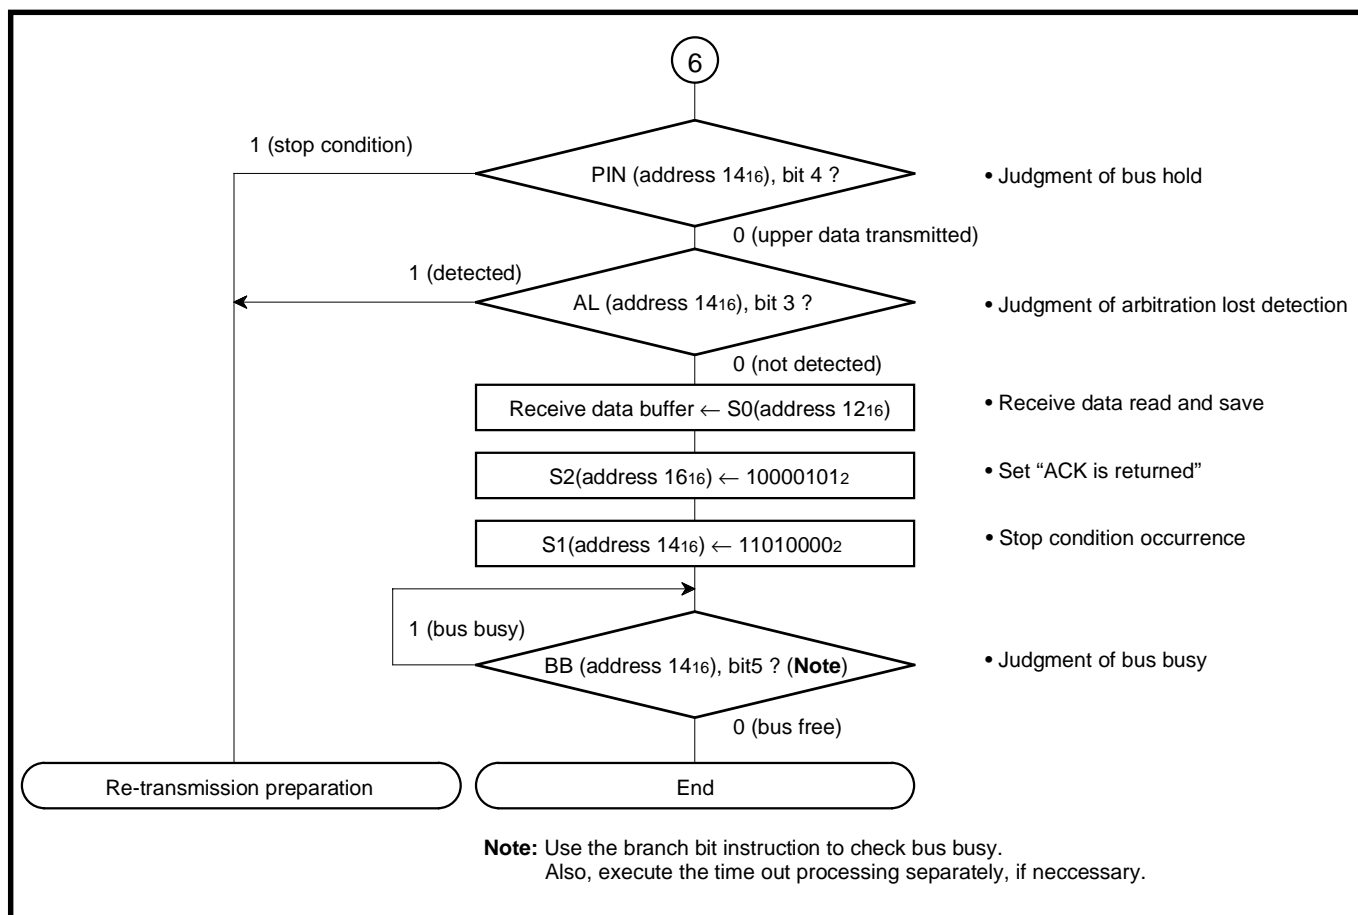 6
1 (stop condition)
PIN (address 1416), bit 4 ?
• Judgment of bus hold
0 (upper data transmitted)
1 (detected)
AL (address 1416), bit 3 ?
• Judgment of arbitration lost detection
0 (not detected)
Receive data buffer ← S0(address 1216)
• Receive data read and save
S2(address 1616) ← 100001012
• Set “ACK is returned”
S1(address 1416) ← 110100002
• Stop condition occurrence
1 (bus busy)
BB (address 1416), bit5 ? (Note)
• Judgment of bus busy
0 (bus free)
Re-transmission preparation
End
Note: Use the branch bit instruction to check bus busy.
Also, execute the time out processing separately, if neccessary.